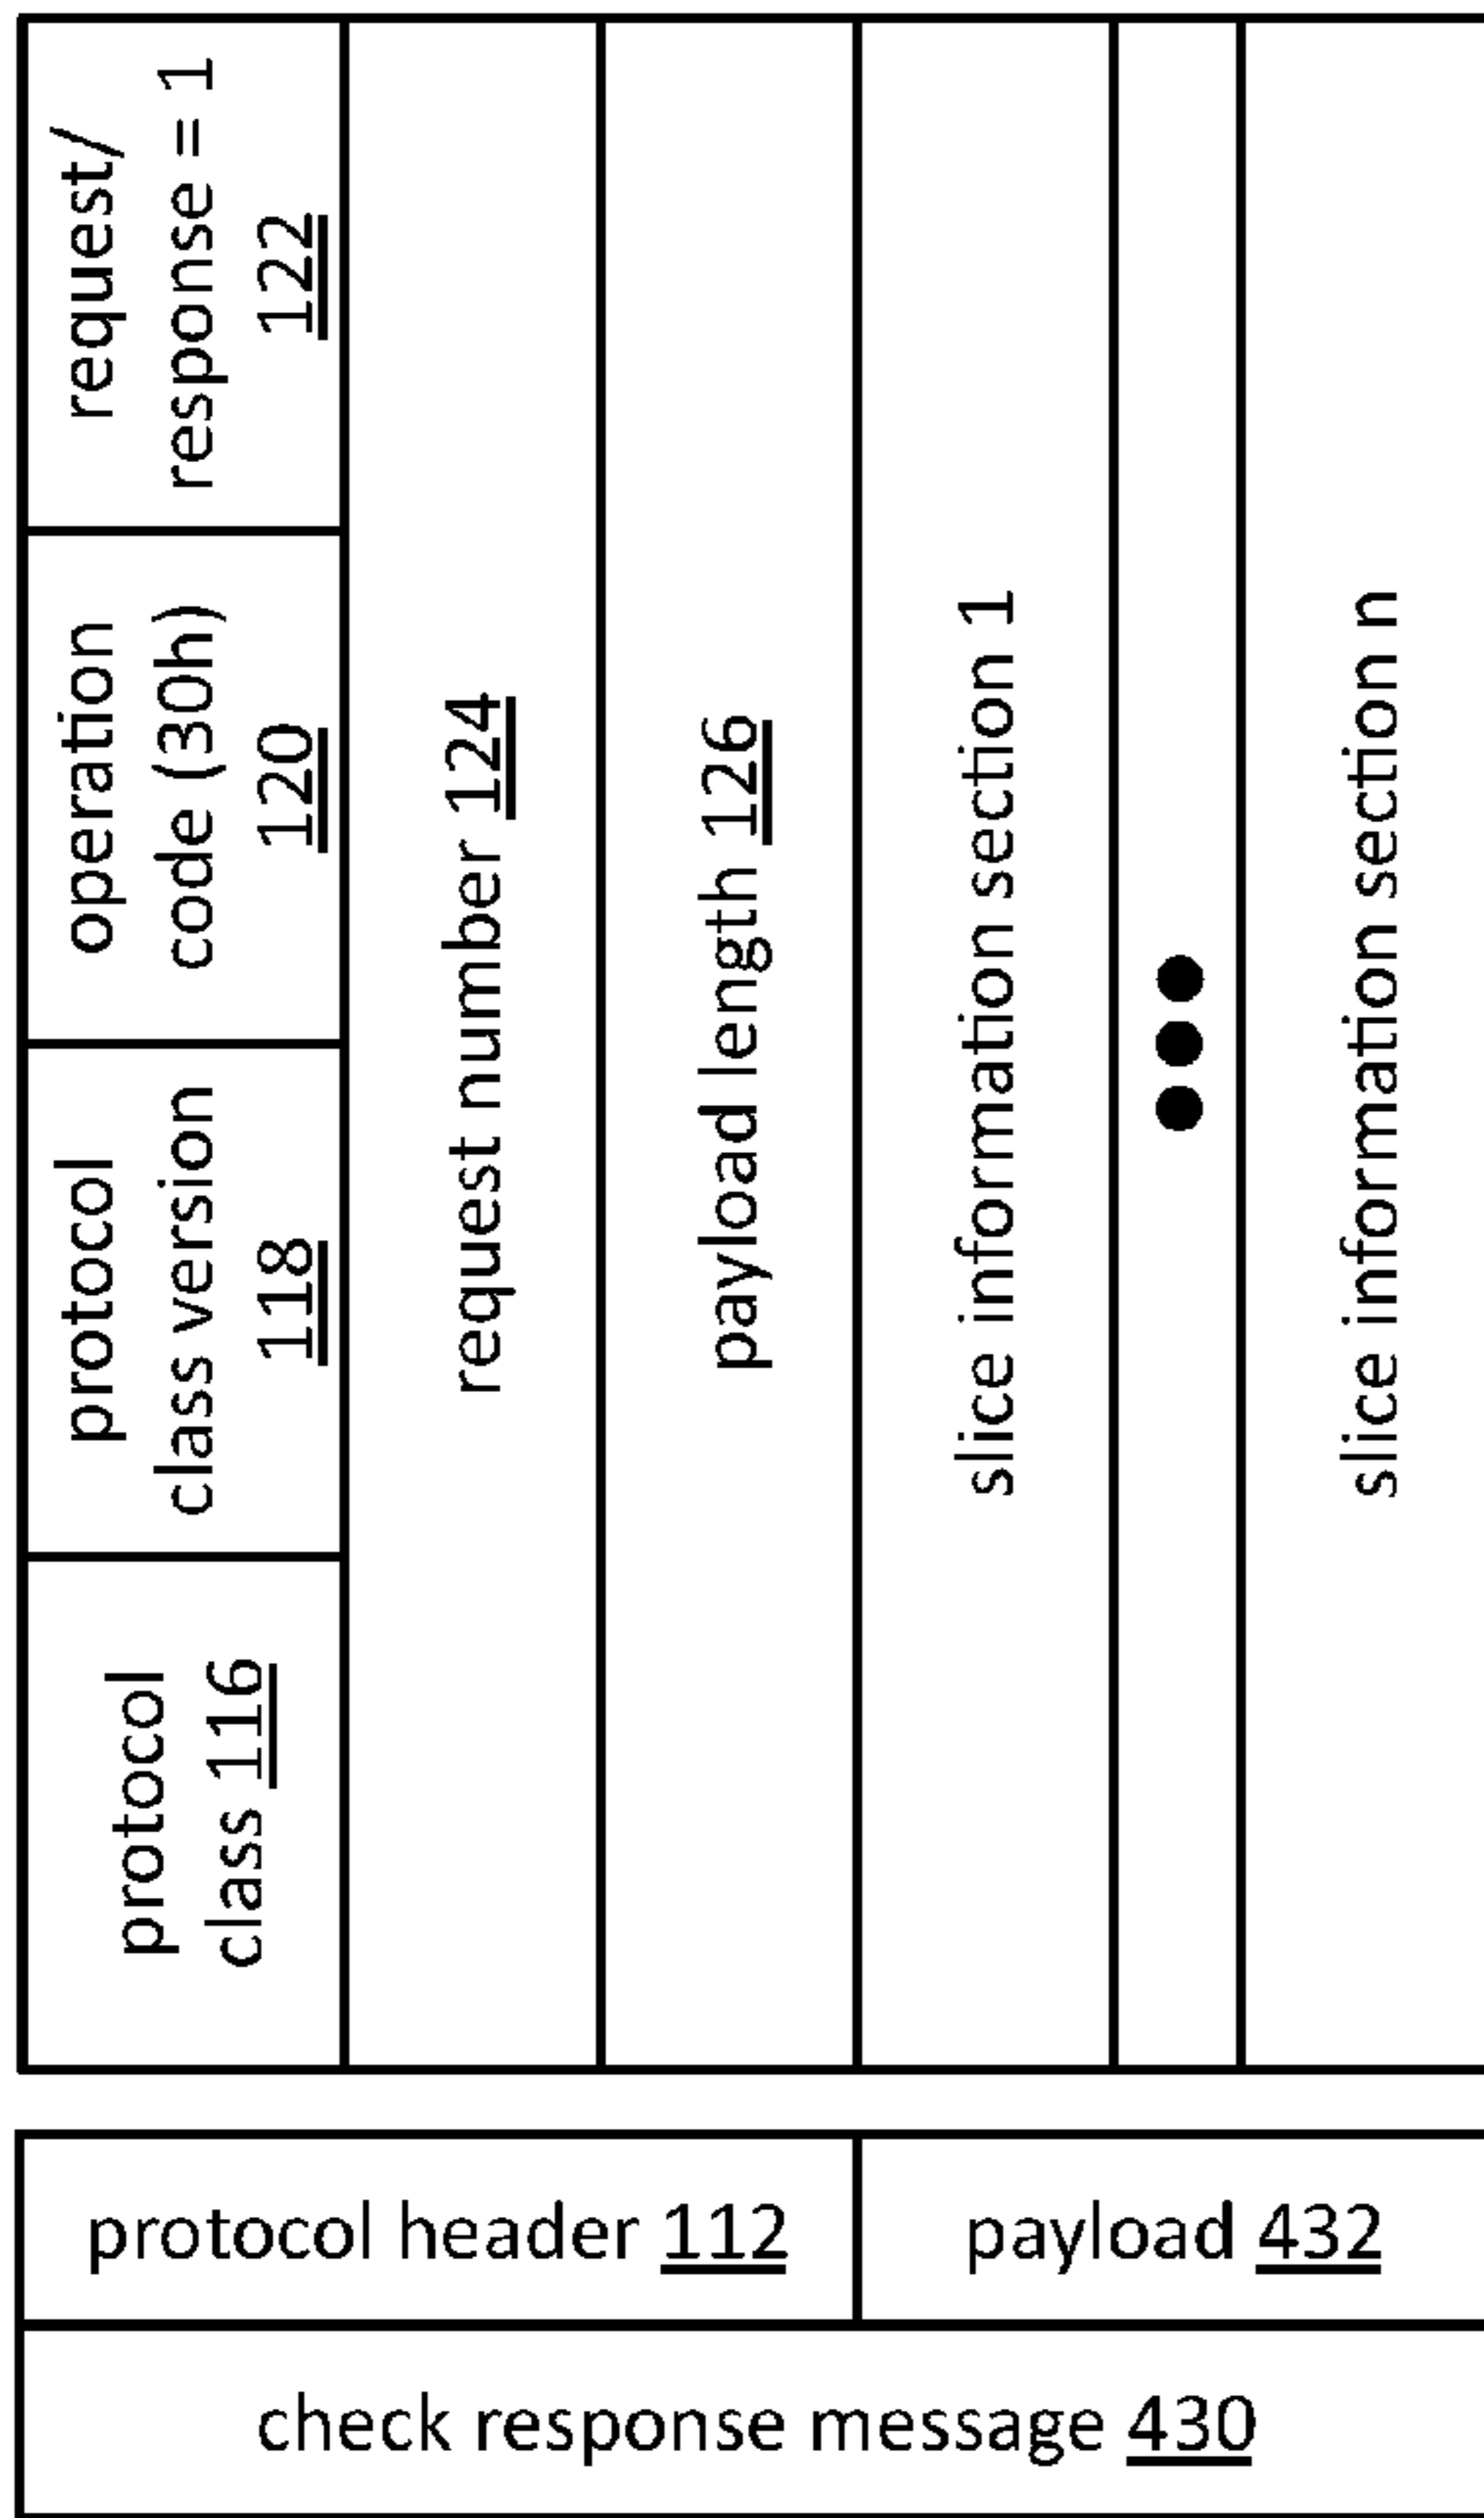 check response message 430
protocol header 112
payload 432
protocol
class 116
protocol
class version
118
operation
code (30h)
120
request/
response = 1
122
request number 124
payload length 126
slice information section 1
slice information section n